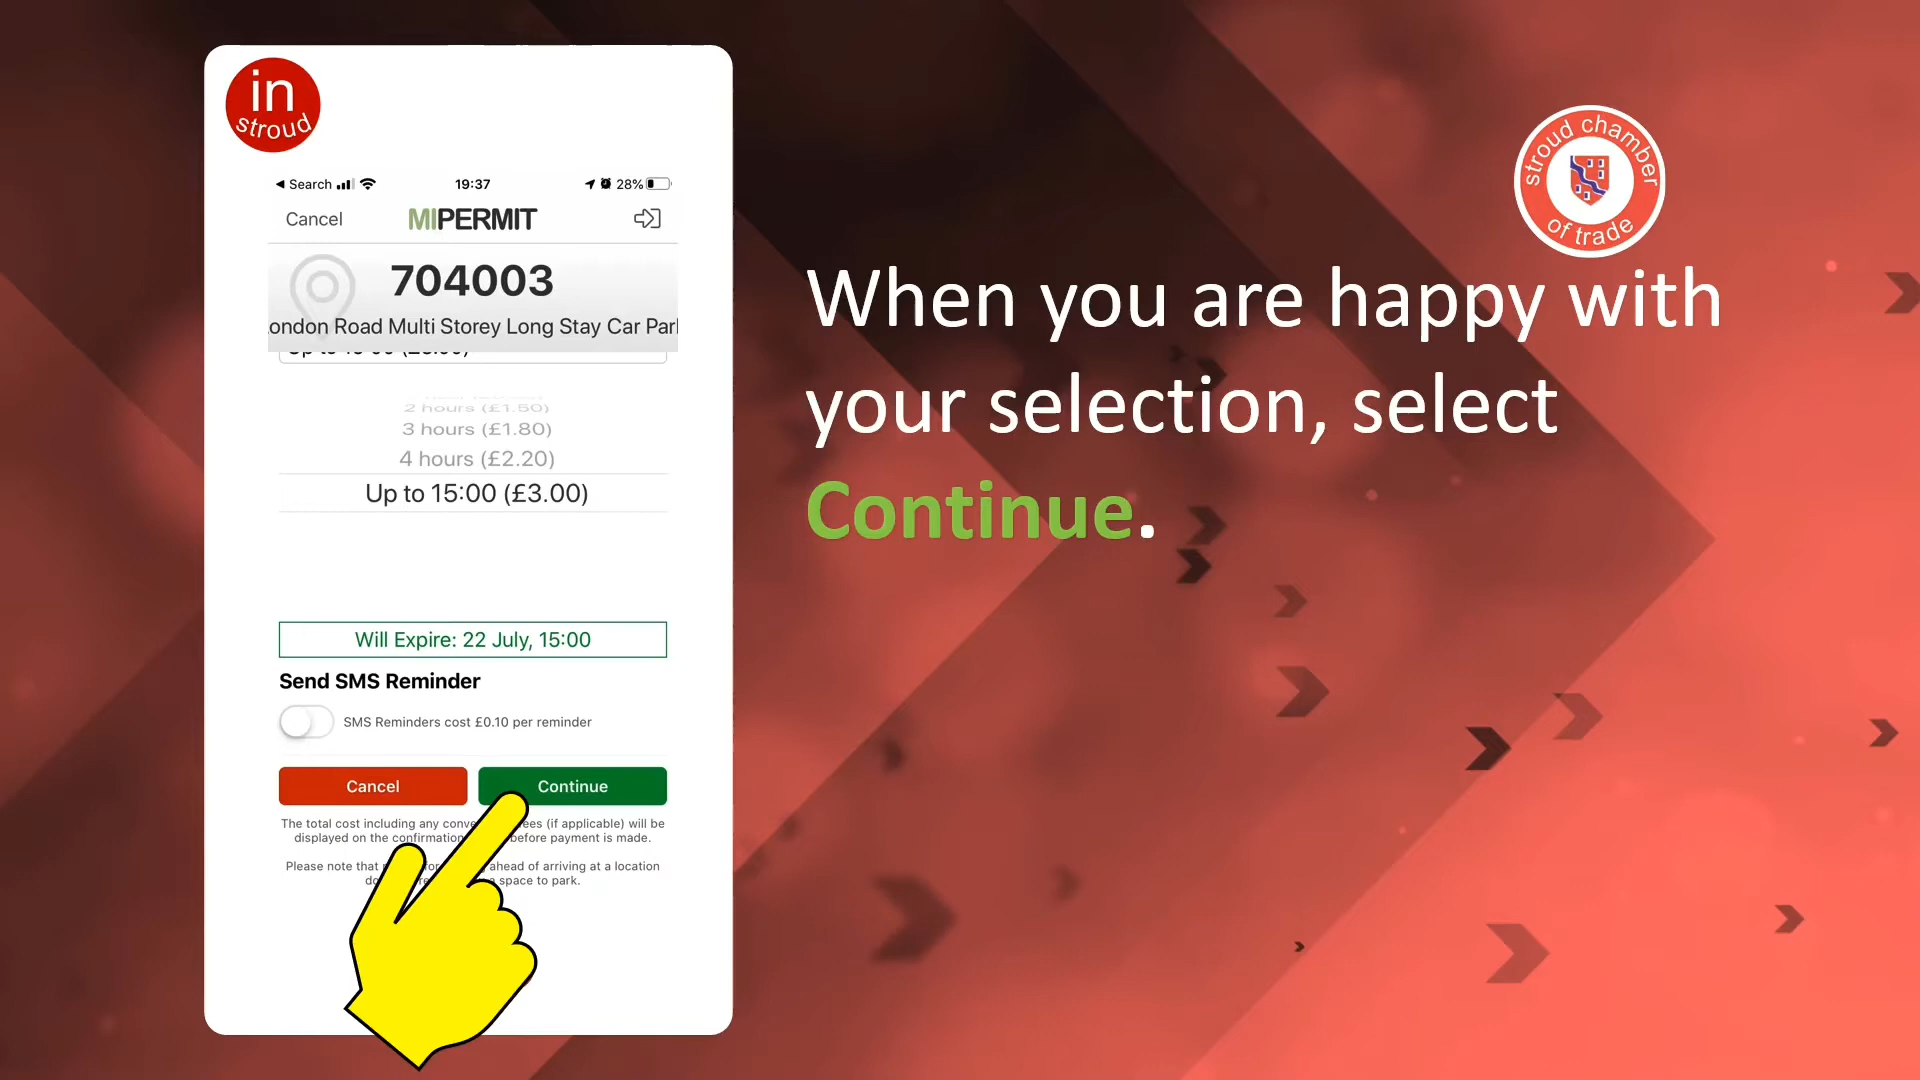 in
stroud
Search
19:37
28%
Cancel
MIPERMIT
704003
ondon Road Multi Storey Long Stay Car Park
2 hours (£1.50)
3 hours (£1.80)
4 hours (£2.20)
Up to 15:00 (£3.00)
Will Expire: 22 July, 15:00
Send SMS Reminder
SMS Reminders cost £0.10 per reminder
Cancel
Continue
The total cost including any ees (if applicable) will be
displayed on the confirmation before payment is made.
Please note that ahead of arriving at a location
space to park.
stroud chamber
of trade
When you are happy with
your selection, select
Continue.